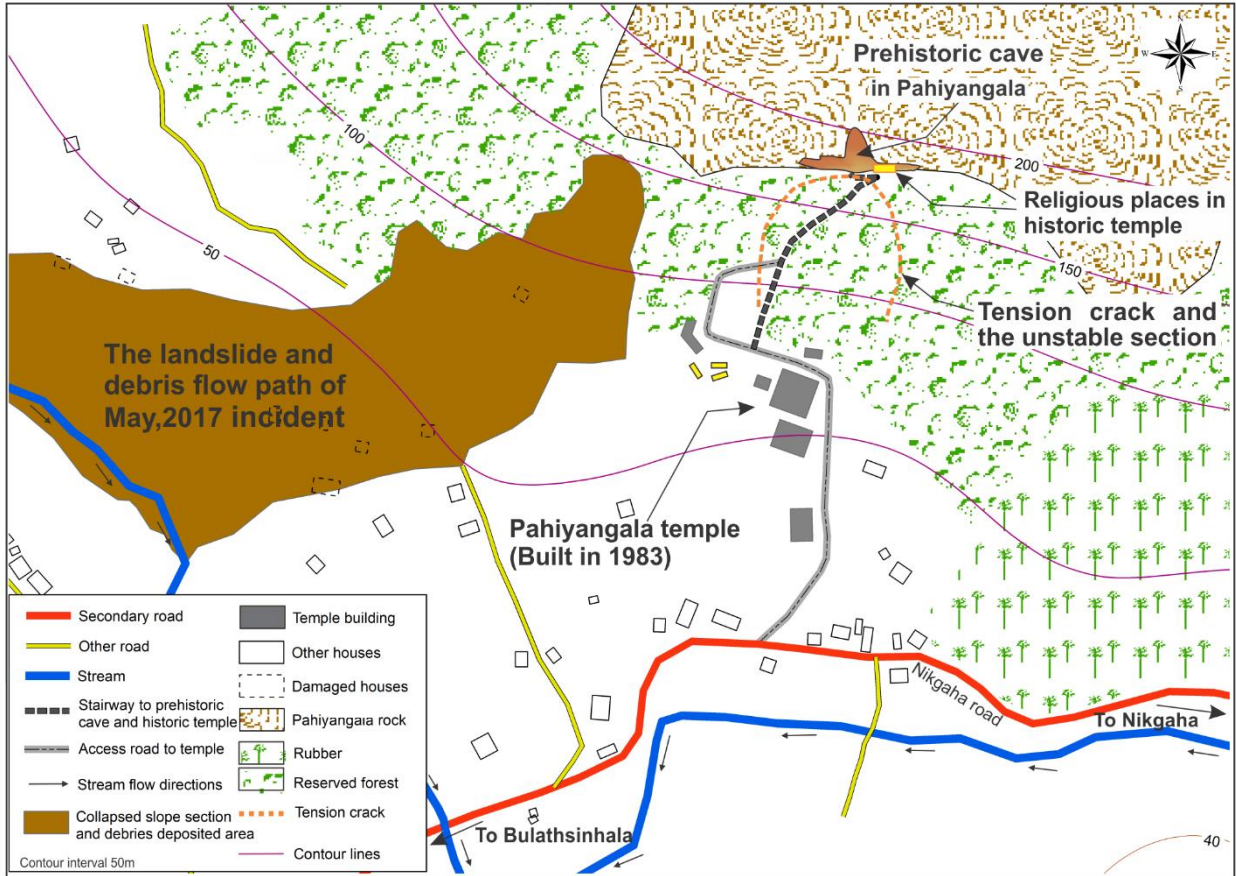 Prehistoric cave
in Pahiyangala
N
W
E
S
100
200
Religious places in
historic temple
50
150
Tension crack and
the unstable section
The landslide and
debris flow path of
May,2017 incident
Pahiyangala temple
(Built in 1983)
Secondary road
Other road
Stream
Stairway to prehistoric
cave and historic temple
Access road to temple
Stream flow directions
Collapsed slope section
and debries deposited area
Contour interval 50m
Temple building
Other houses
Damaged houses
Pahiyangala rock
Rubber
Reserved forest
Tension crack
Contour lines
Nikgaha road
To Nikgaha
To Bulathsinhala
40